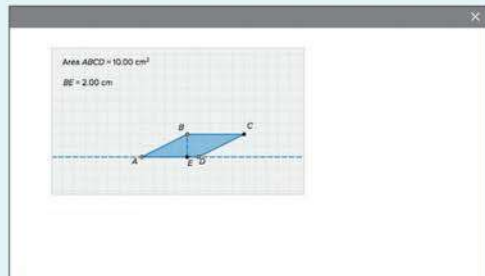 Area ABCD = 10.00 cm²
BE = 2.00 cm
B
C
A
E
D